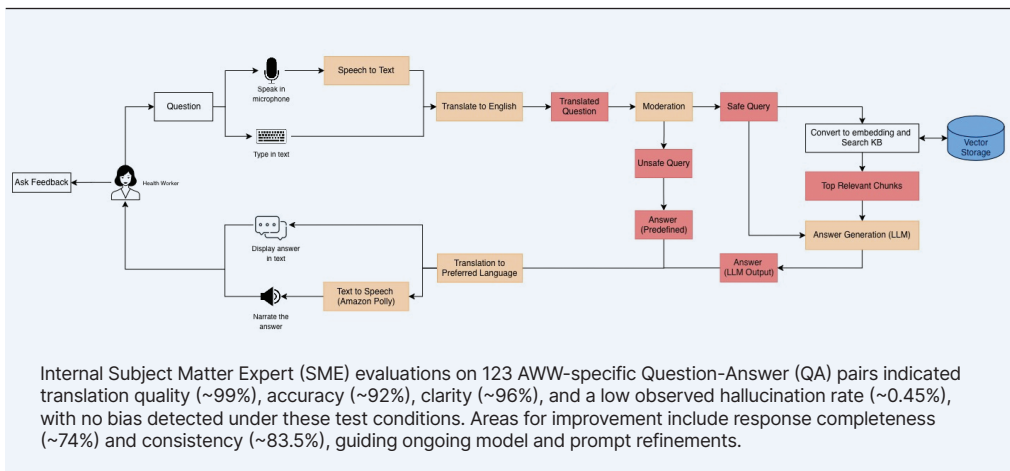 Question
Speak in
microphone
Speech to Text
Type in text
Translate to English
Translated
Question
Moderation
Safe Query
Convert to embedding and
Search KB
Vector
Storage
Unsafe Query
Top Relevant Chunks
Answer
(Predefined)
Answer Generation (LLM)
Answer
(LLM Output)
Ask Feedback
Health Worker
Display answer
in text
Translation to
Preferred Language
Text to Speech
(Amazon Polly)
Narrate the
answer
Internal Subject Matter Expert (SME) evaluations on 123 AWW-specific Question-Answer (QA) pairs indicated
translation quality (~99%), accuracy (~92%), clarity (~96%), and a low observed hallucination rate (~0.45%),
with no bias detected under these test conditions. Areas for improvement include response completeness
(~74%) and consistency (~83.5%), guiding ongoing model and prompt refinements.